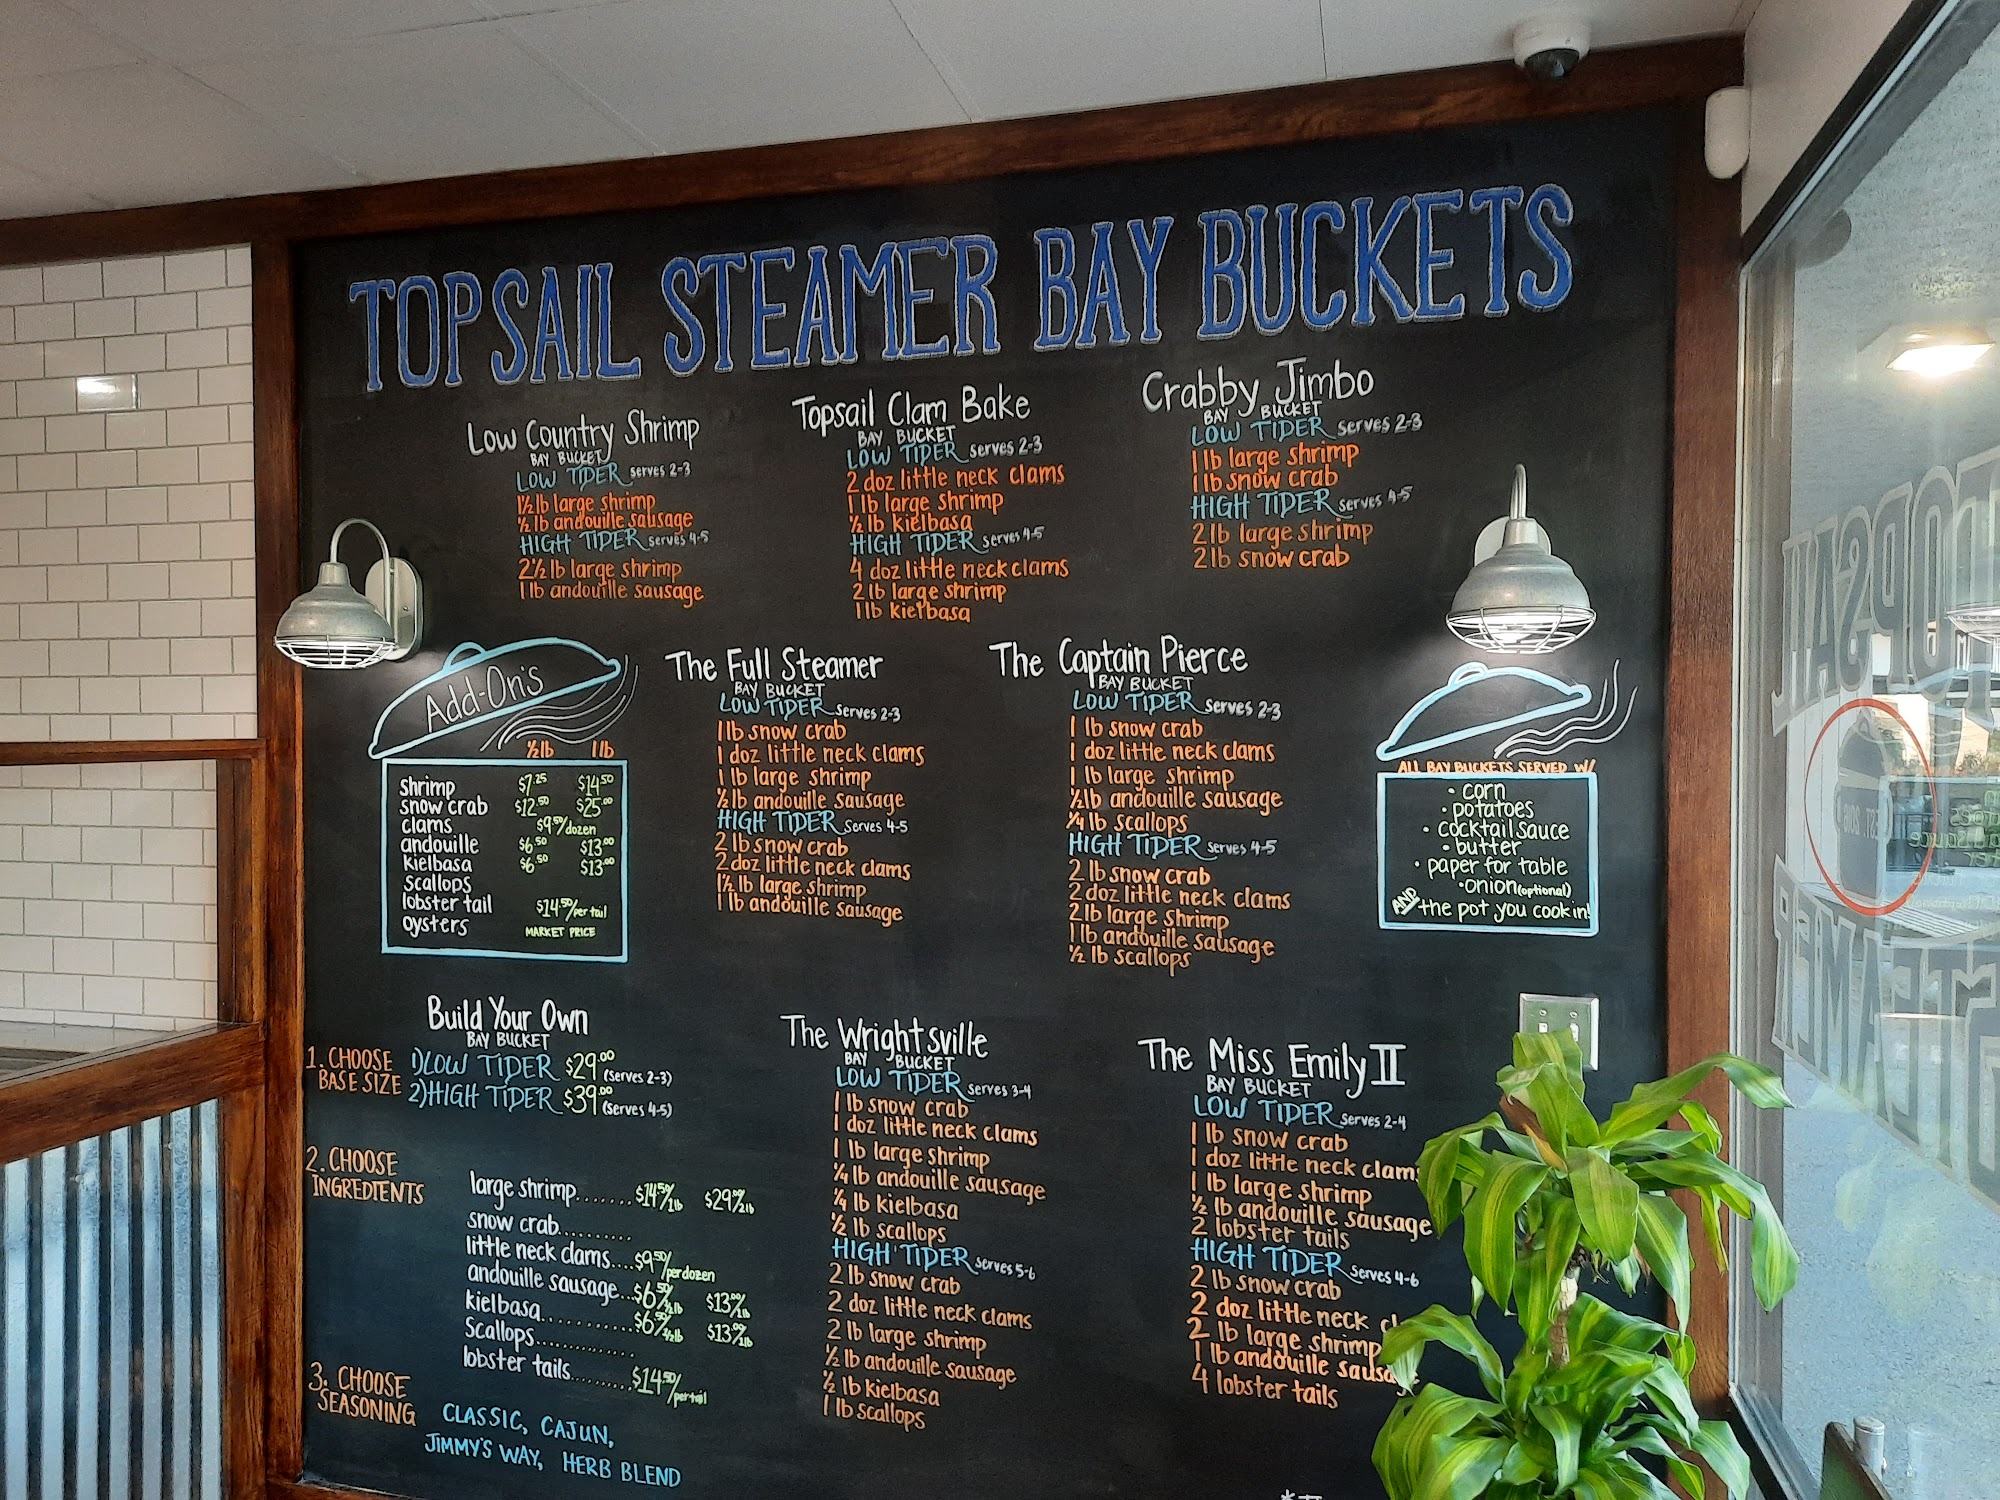 TOPSAIL STEAMER BAY BUCKETS
Low Country Shrimp
BAY BUCKET
LOW TIDER serves 2-3
1½ lb large shrimp
½ lb andouille sausage
HIGH TIDER serves 4-5
2½ lb large shrimp
1 lb andouille sausage
Topsail Clam Bake
BAY BUCKET
LOW TIDER serves 2-3
2 doz little neck clams
1 lb large shrimp
½ lb kielbasa
HIGH TIDER serves 4-5
4 doz little neck clams
2 lb large shrimp
1 lb kielbasa
Crabby Jimbo
BAY BUCKET
LOW TIDER serves 2-3
1 lb large shrimp
1 lb snow crab
HIGH TIDER serves 4-5
2 lb large shrimp
2 lb snow crab
Add-On's
½ lb 1 lb
Shrimp $7.25 $14.50
snow crab $12.50 $25.00
clams $9.50/dozen
andouille $6.50 $13.00
kielbasa $6.50 $13.00
scallops
lobster tail $14.50/per tail
oysters MARKET PRICE
The Full Steamer
BAY BUCKET
LOW TIDER serves 2-3
1 lb snow crab
1 doz little neck clams
1 lb large shrimp
½ lb andouille sausage
HIGH TIDER serves 4-5
2 lb snow crab
2 doz little neck clams
1½ lb large shrimp
1 lb andouille sausage
The Captain Pierce
BAY BUCKET
LOW TIDER serves 2-3
1 lb snow crab
1 doz little neck clams
1 lb large shrimp
½ lb andouille sausage
¼ lb scallops
HIGH TIDER serves 4-5
2 lb snow crab
2 doz little neck clams
2 lb large shrimp
1 lb andouille sausage
½ lb scallops
ALL BAY BUCKETS SERVED W/
• corn
• potatoes
• cocktail sauce
• butter
• paper for table
• onion (optional)
AND the pot you cook in!
Build Your Own
BAY BUCKET
1. CHOOSE BASE SIZE
1) LOW TIDER $29.00 (serves 2-3)
2) HIGH TIDER $39.00 (serves 4-5)
2. CHOOSE INGREDIENTS
large shrimp.......$14.50/1lb $29.00/2lb
snow crab..........
little neck clams....$9.50/per dozen
andouille sausage...$6.50/½lb $13.00/1lb
kielbasa...........$6.50/½lb $13.00/1lb
Scallops..............
lobster tails.........$14.50/per tail
3. CHOOSE SEASONING
CLASSIC, CAJUN,
JIMMY'S WAY, HERB BLEND
The Wrightsville
BAY BUCKET
LOW TIDER serves 3-4
1 lb snow crab
1 doz little neck clams
1 lb large shrimp
¼ lb andouille sausage
¼ lb kielbasa
½ lb scallops
HIGH TIDER serves 5-6
2 lb snow crab
2 doz little neck clams
2 lb large shrimp
½ lb andouille sausage
½ lb kielbasa
1 lb scallops
The Miss Emily II
BAY BUCKET
LOW TIDER serves 2-4
1 lb snow crab
1 doz little neck clams
1 lb large shrimp
½ lb andouille sausage
2 lobster tails
HIGH TIDER serves 4-6
2 lb snow crab
2 doz little neck
2 lb large shrimp
1 lb andouille
4 lobster tails
TOPSAIL
EST. 2016
STEAMER